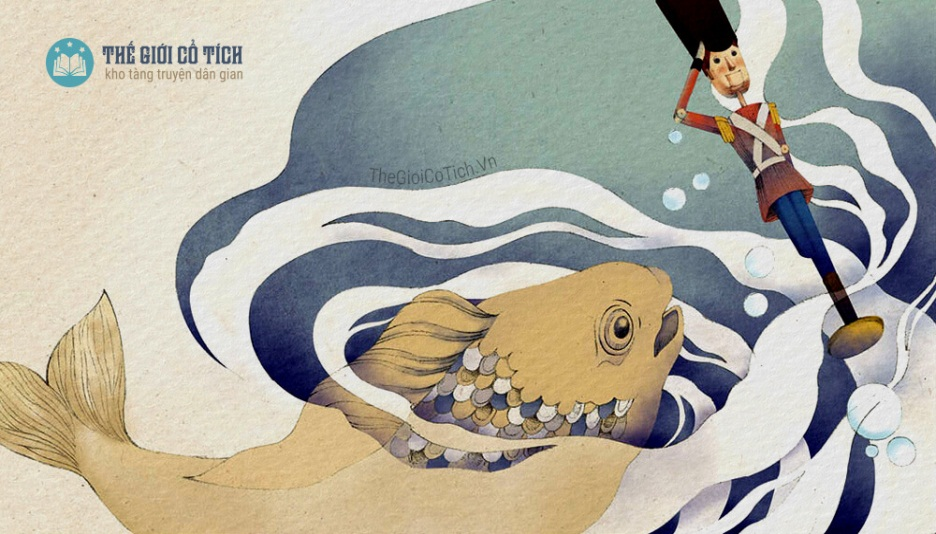 THẾ GIỚI CỔ TÍCH
kho tàng truyện dân gian
TheGioiCoTich.Vn